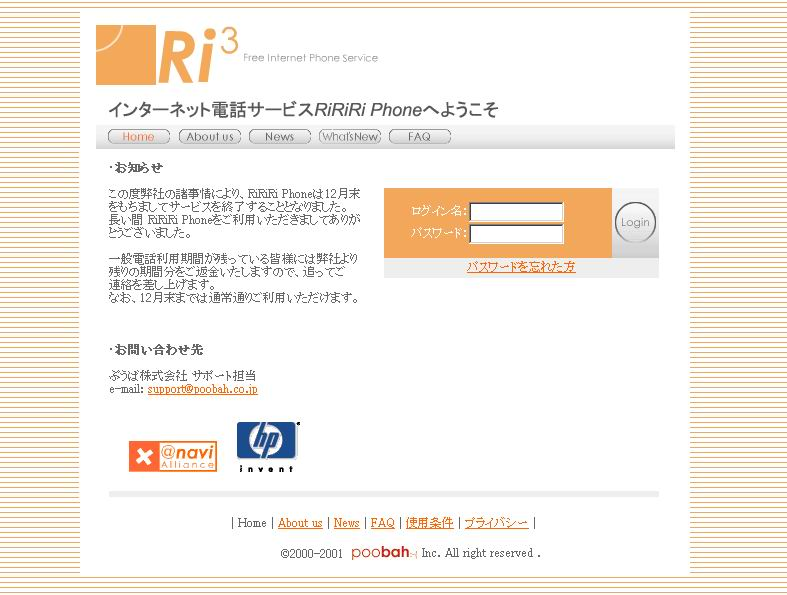 Ri3 Free Internet Phone Service
インターネット電話サービスRiRiRi Phoneへようこそ
Home About us News What'sNew FAQ
・お知らせ
この度弊社の諸事情により、RiRiRi Phoneは12月末
をもちましてサービスを終了することとなりました。
長い間 RiRiRi Phoneをご利用いただきましてありが
とうございました。
一般電話利用期間が残っている皆様には弊社より
残りの期間分をご返金いたしますので、追ってご
連絡を差し上げます。
なお、12月末までは通常通りご利用いただけます。
ログイン名:
パスワード:
Login
パスワードを忘れた方
・お問い合わせ先
ぷうば株式会社 サポート担当
e-mail: support@poobah.co.jp
@navi
Alliance
hp
invent
| Home | About us | News | FAQ | 使用条件 | プライバシー |
©2000-2001 poobah Inc. All right reserved .